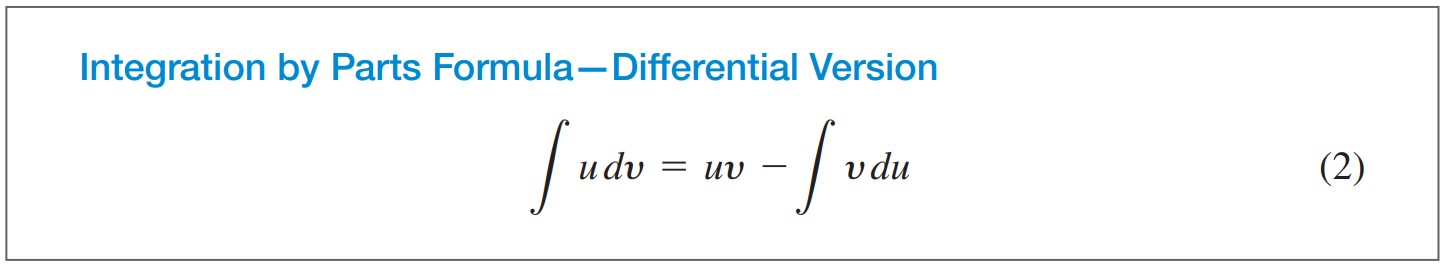 Integration by Parts Formula—Differential Version
∫ u dv = uv − ∫ v du (2)